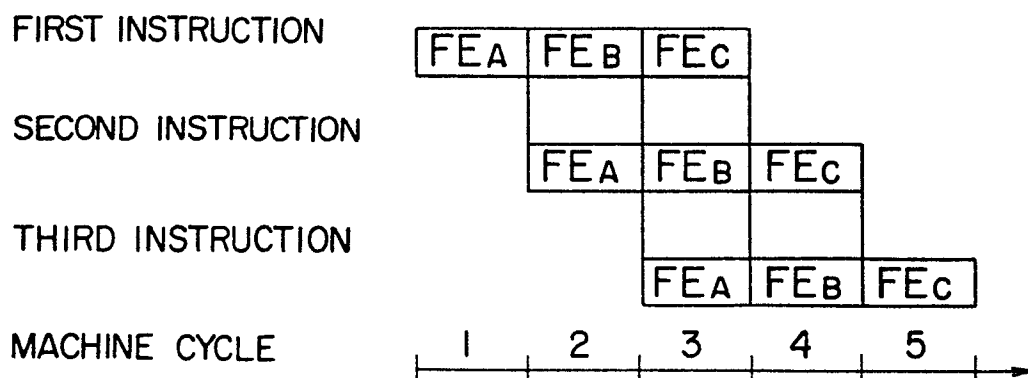 FIRST INSTRUCTION
FEA FEB FEC
SECOND INSTRUCTION
FEA FEB FEC
THIRD INSTRUCTION
FEA FEB FEC
MACHINE CYCLE 1 2 3 4 5